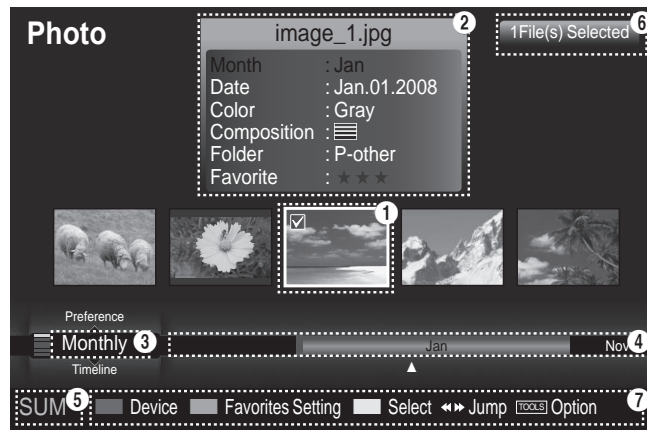 Photo
image_1.jpg
2
1File(s) Selected
6
Month : Jan
Date : Jan.01.2008
Color : Gray
Composition :
Folder : P-other
Favorite : ★ ★ ★
1
Preference
Monthly
3
Jan
Nov
4
Timeline
SUM
5
Device
Favorites Setting
Select
Jump
TOOLS Option
7